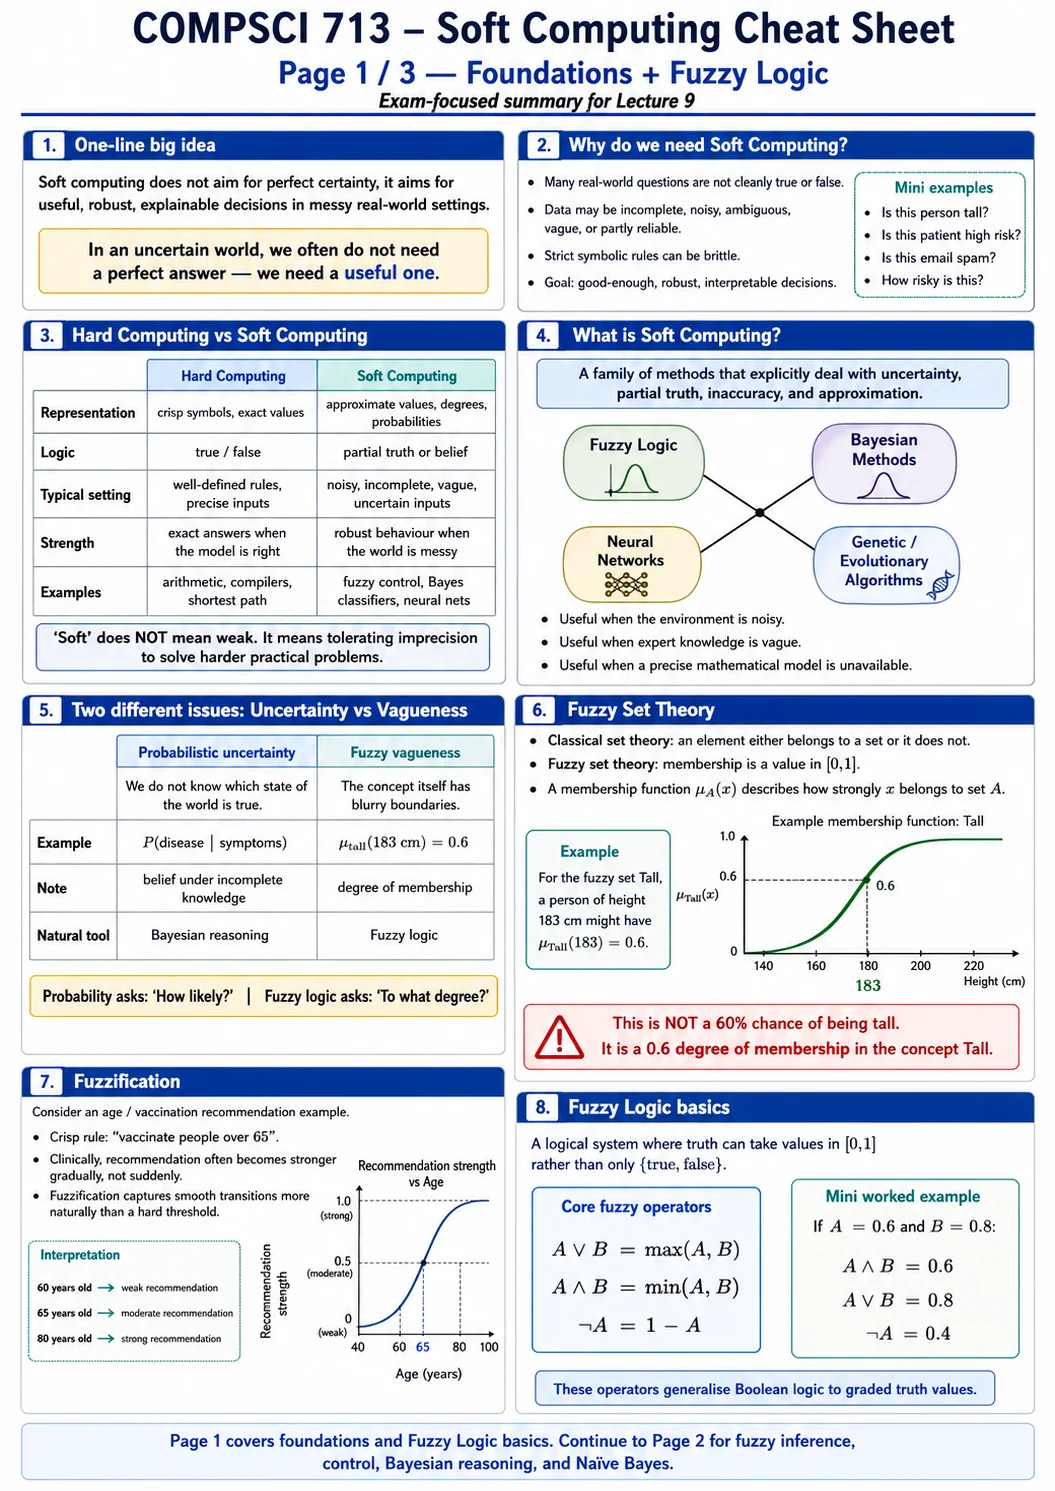 COMPSCI 713 – Soft Computing Cheat Sheet
Page 1 / 3 — Foundations + Fuzzy Logic
Exam-focused summary for Lecture 9
1. One-line big idea
Soft computing does not aim for perfect certainty, it aims for
useful, robust, explainable decisions in messy real-world settings.
In an uncertain world, we often do not need
a perfect answer — we need a useful one.
2. Why do we need Soft Computing?
• Many real-world questions are not cleanly true or false.
• Data may be incomplete, noisy, ambiguous,
vague, or partly reliable.
• Strict symbolic rules can be brittle.
• Goal: good-enough, robust, interpretable decisions.
Mini examples
• Is this person tall?
• Is this patient high risk?
• Is this email spam?
• How risky is this?
3. Hard Computing vs Soft Computing
Hard Computing Soft Computing
Representation crisp symbols, exact values approximate values, degrees,
probabilities
Logic true / false partial truth or belief
Typical setting well-defined rules, noisy, incomplete, vague,
precise inputs uncertain inputs
Strength exact answers when robust behaviour when
the model is right the world is messy
Examples arithmetic, compilers, fuzzy control, Bayes
shortest path classifiers, neural nets
‘Soft’ does NOT mean weak. It means tolerating imprecision
to solve harder practical problems.
4. What is Soft Computing?
A family of methods that explicitly deal with uncertainty,
partial truth, inaccuracy, and approximation.
Fuzzy Logic
Bayesian
Methods
Neural
Networks
Genetic /
Evolutionary
Algorithms
• Useful when the environment is noisy.
• Useful when expert knowledge is vague.
• Useful when a precise mathematical model is unavailable.
5. Two different issues: Uncertainty vs Vagueness
Probabilistic uncertainty Fuzzy vagueness
We do not know which state of The concept itself has
the world is true. blurry boundaries.
Example P(disease | symptoms) μtall(183 cm) = 0.6
Note belief under incomplete degree of membership
knowledge
Natural tool Bayesian reasoning Fuzzy logic
Probability asks: ‘How likely?’ | Fuzzy logic asks: ‘To what degree?’
6. Fuzzy Set Theory
• Classical set theory: an element either belongs to a set or it does not.
• Fuzzy set theory: membership is a value in [0,1].
• A membership function μA(x) describes how strongly x belongs to set A.
Example
For the fuzzy set Tall,
a person of height
183 cm might have
μTall(183) = 0.6.
Example membership function: Tall
1.0
0.6
0.6
μTall(x)
0
140 160 180 200 220
183
Height (cm)
This is NOT a 60% chance of being tall.
It is a 0.6 degree of membership in the concept Tall.
7. Fuzzification
Consider an age / vaccination recommendation example.
• Crisp rule: “vaccinate people over 65”.
• Clinically, recommendation often becomes stronger
gradually, not suddenly.
• Fuzzification captures smooth transitions more
naturally than a hard threshold.
Interpretation
60 years old → weak recommendation
65 years old → moderate recommendation
80 years old → strong recommendation
Recommendation strength
vs Age
Recommendation
strength
1.0
(strong)
0.5
(moderate)
0
(weak)
40 60 65 80 100
Age (years)
8. Fuzzy Logic basics
A logical system where truth can take values in [0,1]
rather than only {true, false}.
Core fuzzy operators
A ∨ B = max(A, B)
A ∧ B = min(A, B)
¬A = 1 − A
Mini worked example
If A = 0.6 and B = 0.8:
A ∧ B = 0.6
A ∨ B = 0.8
¬A = 0.4
These operators generalise Boolean logic to graded truth values.
Page 1 covers foundations and Fuzzy Logic basics. Continue to Page 2 for fuzzy inference,
control, Bayesian reasoning, and Naïve Bayes.